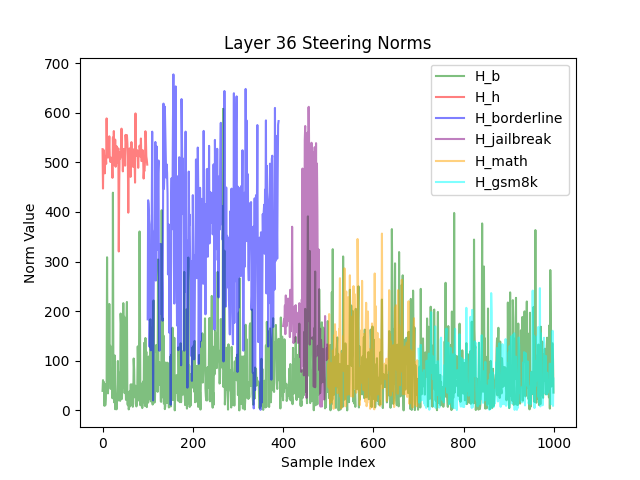 Layer 36 Steering Norms
Norm Value
700
600
500
400
300
200
100
0
H_b
H_h
H_borderline
H_jailbreak
H_math
H_gsm8k
0 200 400 600 800 1000
Sample Index